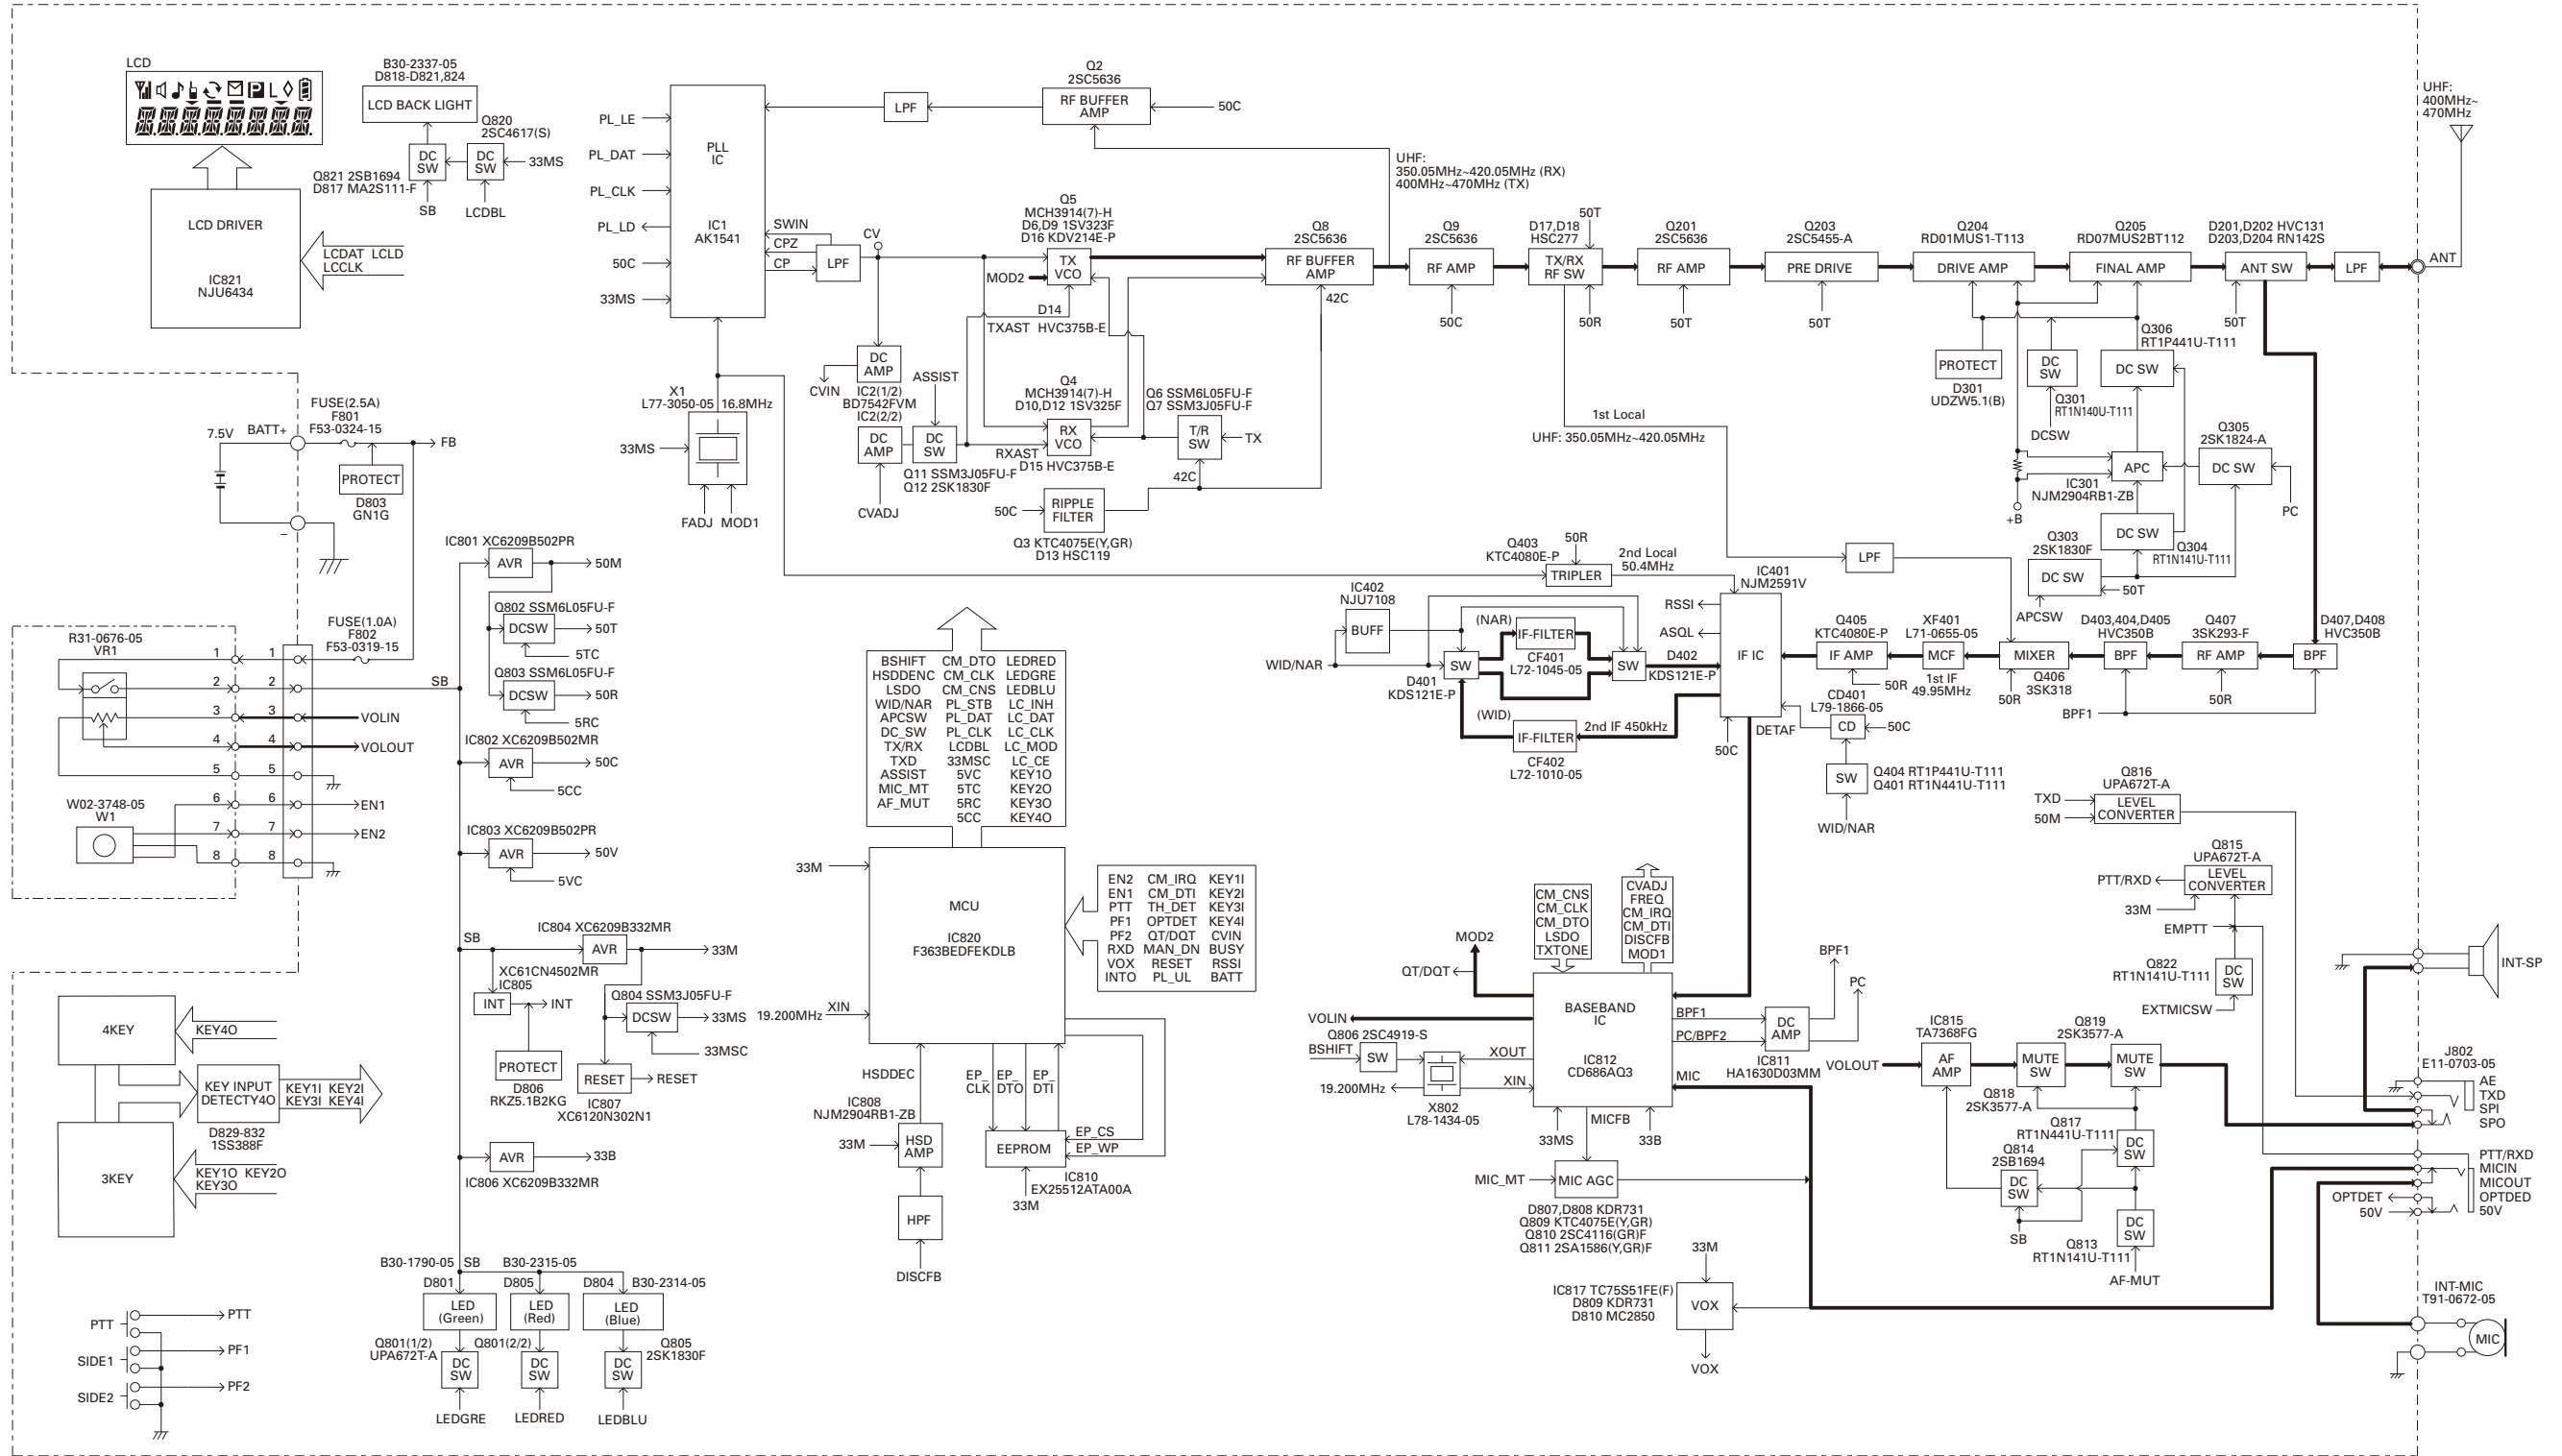 LCD
B30-2337-05
D818-D821,824
LCD BACK LIGHT
Q820
2SC4617(S)
DC
SW
DC
SW
33MS
Q821 2SB1694
D817 MA2S111-F
SB
LCDBL
LCD DRIVER
IC821
NJU6434
LCDAT LCLD
LCCLK
PL_LE
PL_DAT
PL_CLK
PL_LD
50C
33MS
PLL
IC
IC1
AK1541
SWIN
CPZ
CP
LPF
CV
LPF
Q2
2SC5636
RF BUFFER
AMP
50C
Q5
MCH3914(7)-H
D6,D9 1SV323F
D16 KDV214E-P
TX
VCO
MOD2
D14
TXAST HVC375B-E
UHF:
350.05MHz~420.05MHz (RX)
400MHz~470MHz (TX)
Q8
2SC5636
RF BUFFER
AMP
42C
Q9
2SC5636
RF AMP
50C
50T
D17,D18
HSC277
TX/RX
RF SW
50R
Q201
2SC5636
RF AMP
50T
Q203
2SC5455-A
PRE DRIVE
50T
Q204
RD01MUS1-T113
DRIVE AMP
Q205
RD07MUS2BT112
FINAL AMP
D201,D202 HVC131
D203,D204 RN142S
ANT SW
50T
LPF
ANT
UHF:
400MHz~
470MHz
DC
AMP
CVIN
IC2(1/2)
BD7542FVM
IC2(2/2)
DC
AMP
CVADJ
ASSIST
DC
SW
RXAST
Q11 SSM3J05FU-F
Q12 2SK1830F
Q4
MCH3914(7)-H
D10,D12 1SV325F
RX
VCO
D15 HVC375B-E
Q6 SSM6L05FU-F
Q7 SSM3J05FU-F
T/R
SW
TX
42C
50C
RIPPLE
FILTER
Q3 KTC4075E(Y,GR)
D13 HSC119
X1
L77-3050-05 16.8MHz
33MS
FADJ MOD1
1st Local
UHF: 350.05MHz~420.05MHz
PROTECT
D301
UDZW5.1(B)
DC
SW
Q301
RT1N140U-T111
DCSW
Q306
RT1P441U-T111
DC SW
APC
IC301
NJM2904RB1-ZB
+B
Q305
2SK1824-A
DC SW
PC
DC SW
Q304
RT1N141U-T111
Q303
2SK1830F
DC SW
50T
APCSW
7.5V
BATT+
FUSE(2.5A)
F801
F53-0324-15
FB
PROTECT
D803
GN1G
–
FUSE(1.0A)
F802
F53-0319-15
R31-0676-05
VR1
1 1
2 2
3 3
4 4
5 5
6 6
7 7
8 8
SB
VOLIN
VOLOUT
EN1
EN2
W02-3748-05
W1
IC801 XC6209B502PR
AVR
50M
Q802 SSM6L05FU-F
DCSW
50T
5TC
Q803 SSM6L05FU-F
DCSW
50R
5RC
IC802 XC6209B502MR
AVR
50C
5CC
IC803 XC6209B502PR
AVR
50V
5VC
IC804 XC6209B332MR
SB
AVR
33M
XC61CN4502MR
IC805
INT
INT
Q804 SSM3J05FU-F
DCSW
33MS
33MSC
PROTECT
D806
RKZ5.1B2KG
RESET
RESET
IC807
XC6120N302N1
AVR
33B
IC806 XC6209B332MR
BSHIFT CM_DTO LEDRED
HSDDENC CM_CLK LEDGRE
LSDO CM_CNS LEDBLU
WID/NAR PL_STB LC_INH
APCSW PL_DAT LC_DAT
DC_SW PL_CLK LC_CLK
TX/RX LCDBL LC_MOD
TXD 33MSC LC_CE
ASSIST 5VC KEY1O
MIC_MT 5TC KEY2O
AF_MUT 5RC KEY3O
5CC KEY4O
33M
MCU
IC820
F363BEDFEKDLB
19.200MHz
XIN
EN2 CM_IRQ KEY1I
EN1 CM_DTI KEY2I
PTT TH_DET KEY3I
PF1 OPTDET KEY4I
PF2 QT/DQT CVIN
RXD MAN_DN BUSY
VOX RESET RSSI
INTO PL_UL BATT
HSDDEC
EP_
CLK
EP_
DTO
EP_
DTI
EP_CS
EP_WP
IC808
NJM2904RB1-ZB
33M
HSD
AMP
HPF
DISCFB
EEPROM
IC810
EX25512ATA00A
33M
Q403
KTC4080E-P
50R
TRIPLER
2nd Local
50.4MHz
IC401
NJM2591V
RSSI
ASQL
IF IC
50C
DETAF
IC402
NJU7108
BUFF
WID/NAR
SW
D401
KDS121E-P
(NAR)
IF-FILTER
CF401
L72-1045-05
SW
D402
KDS121E-P
(WID)
IF-FILTER
2nd IF 450kHz
CF402
L72-1010-05
LPF
Q405
KTC4080E-P
IF AMP
50R
XF401
L71-0655-05
MCF
1st IF
49.95MHz
MIXER
Q406
3SK318
50R
D403,404,D405
HVC350B
BPF
Q407
3SK293-F
RF AMP
50R
D407,D408
HVC350B
BPF
BPF1
CD401
L79-1866-05
CD
50C
SW
Q404 RT1P441U-T111
Q401 RT1N441U-T111
WID/NAR
Q816
UPA672T-A
TXD
50M
LEVEL
CONVERTER
Q815
UPA672T-A
LEVEL
CONVERTER
PTT/RXD
33M
EMPTT
Q822
RT1N141U-T111
DC
SW
EXTMICSW
INT-SP
CM_CNS
CM_CLK
CM_DTO
LSDO
TXTONE
CVADJ
FREQ
CM_IRQ
CM_DTI
DISCFB
MOD1
MOD2
QT/DQT
VOLIN
BASEBAND
IC
IC812
CD686AQ3
BPF1
PC/BPF2
MIC
XOUT
XIN
DC
AMP
IC811
HA1630D03MM
BPF1
PC
Q806 2SC4919-S
BSHIFT
SW
19.200MHz
X802
L78-1434-05
33MS
MICFB
33B
MIC_MT
MIC AGC
D807,D808 KDR731
Q809 KTC4075E(Y,GR)
Q810 2SC4116(GR)F
Q811 2SA1586(Y,GR)F
33M
IC817 TC75S51FE(F)
D809 KDR731
D810 MC2850
VOX
VOX
VOLOUT
IC815
TA7368FG
AF
AMP
MUTE
SW
Q818
2SK3577-A
Q819
2SK3577-A
MUTE
SW
Q817
RT1N441U-T111
DC
SW
Q814
2SB1694
DC
SW
SB
DC
SW
Q813
RT1N141U-T111
AF-MUT
J802
E11-0703-05
AE
TXD
SPI
SPO
PTT/RXD
MICIN
MICOUT
OPTDET
OPTDED
50V
50V
INT-MIC
T91-0672-05
MIC
4KEY
KEY4O
KEY INPUT
DETECTY4O
KEY1I KEY2I
KEY3I KEY4I
D829-832
1SS388F
3KEY
KEY1O KEY2O
KEY3O
PTT
PTT
SIDE1
PF1
SIDE2
PF2
B30-1790-05
SB
B30-2315-05
D801
D805
D804
B30-2314-05
LED
(Green)
LED
(Red)
LED
(Blue)
Q801(1/2)
UPA672T-A
Q801(2/2)
Q805
2SK1830F
DC
SW
DC
SW
DC
SW
LEDGRE
LEDRED
LEDBLU